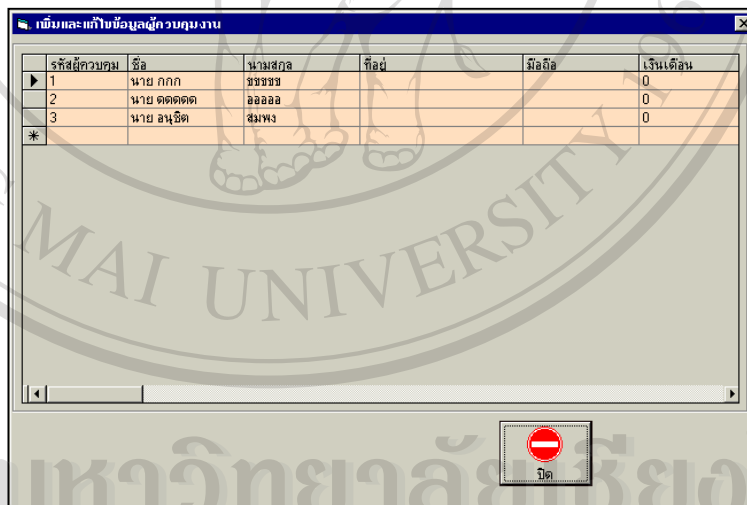 เพิ่มและแก้ไขข้อมูลผู้ควบคุมงาน
รหัสผู้ควบคุม ชื่อ นามสกุล ที่อยู่ มือถือ เงินเดือน
1 นาย กกก ขขขขข 0
2 นาย ดดดดด ออออออ 0
3 นาย อนุชิต สมพง 0
MAI UNIVERSITY 196
ปิด
มหาวิทยาลัยเชียง